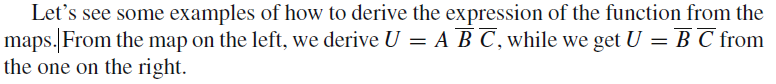 Let's see some examples of how to derive the expression of the function from the
maps. From the map on the left, we derive U = A B̅ C̅, while we get U = B̅ C̅ from
the one on the right.